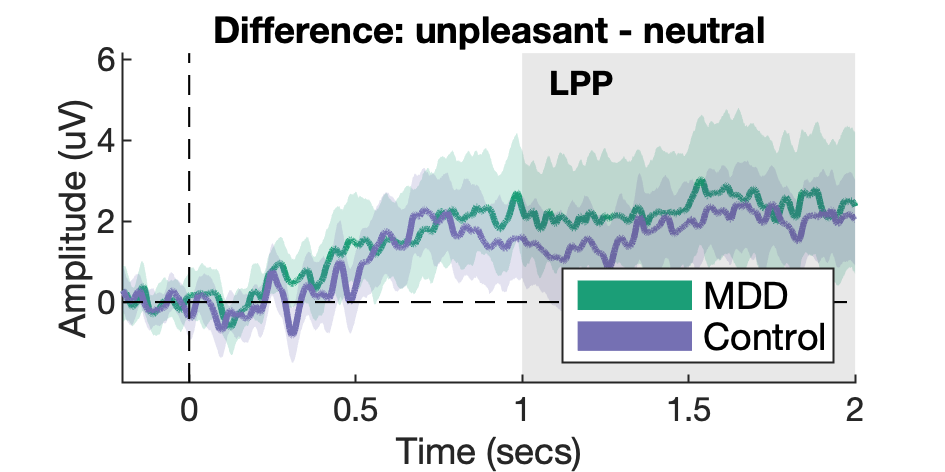 Difference: unpleasant - neutral
LPP
6
4
2
0
Amplitude (uV)
MDD
Control
0
0.5
1
1.5
2
Time (secs)